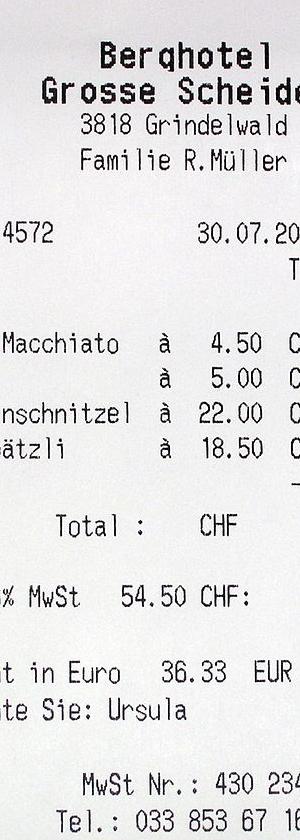 Berghotel
Grosse Scheide
3818 Grindelwald
Familie R.Müller
4572 30.07.20
T
Macchiato à 4.50 C
à 5.00 C
nschnitzel à 22.00 C
ätzli à 18.50 C
Total : CHF
% MwSt 54.50 CHF:
t in Euro 36.33 EUR
te Sie: Ursula
MwSt Nr.: 430 234
Tel.: 033 853 67 16